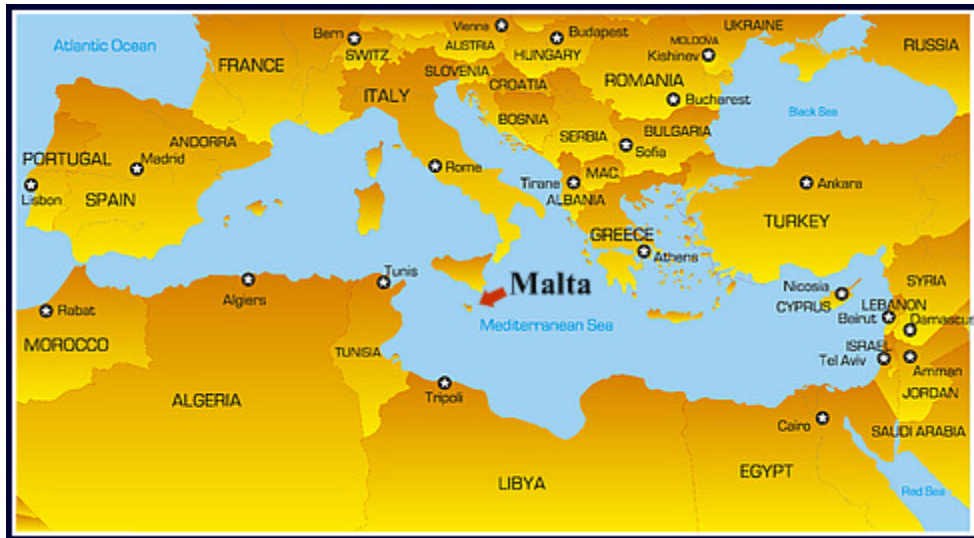 Atlantic Ocean
FRANCE
Bern
SWITZ.
Vienna
AUSTRIA
Budapest
HUNGARY
SLOVENIA
CROATIA
MOLDOVA
Kishinev
UKRAINE
RUSSIA
ITALY
ROMANIA
Bucharest
BOSNIA
SERBIA
BULGARIA
Sofia
Black Sea
ANDORRA
PORTUGAL
Madrid
Lisbon
SPAIN
Rome
Tirane
MAC.
ALBANIA
Ankara
TURKEY
GREECE
Athens
Tunis
Algiers
Rabat
Malta
Mediterranean Sea
Nicosia
CYPRUS
SYRIA
LEBANON
Beirut
Damascus
MOROCCO
TUNISIA
ISRAEL
Tel Aviv
Amman
JORDAN
ALGERIA
Tripoli
Cairo
SAUDI ARABIA
LIBYA
EGYPT
Red Sea